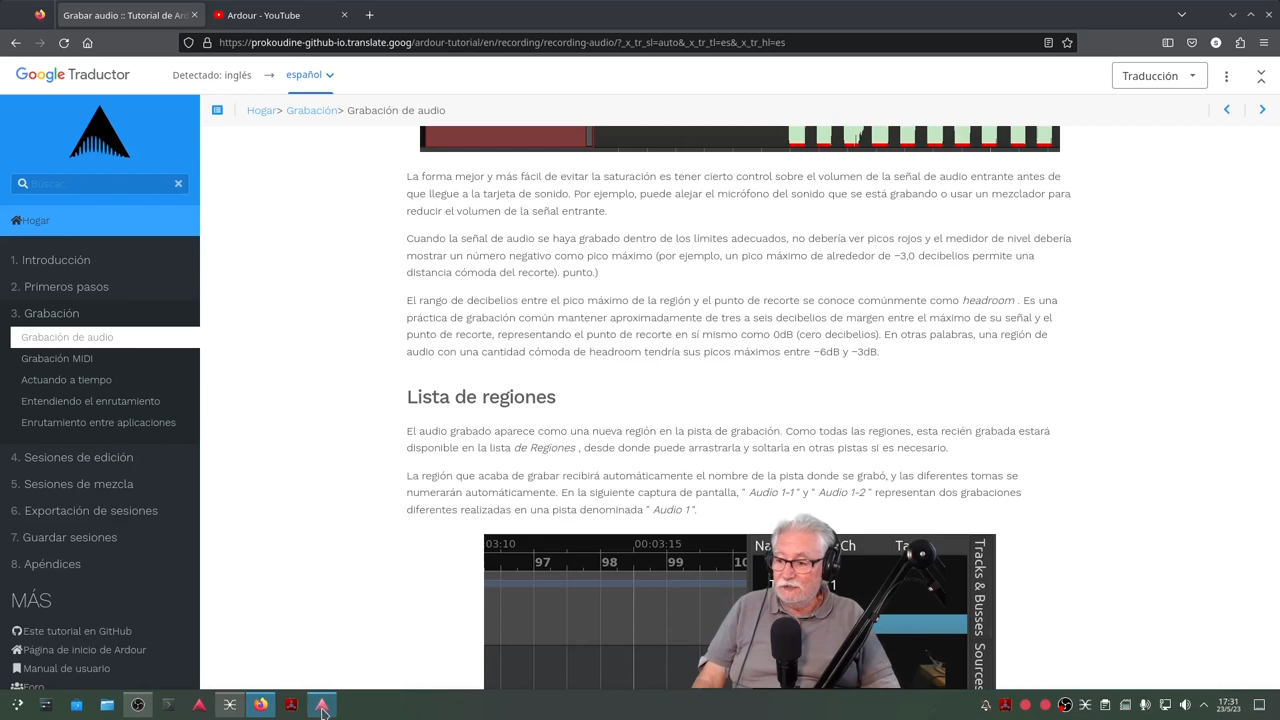 Grabar audio :: Tutorial de Ard
Ardour - YouTube
https://prokoudine-github-io.translate.goog/ardour-tutorial/en/recording/recording-audio/?_x_tr_sl=auto&_x_tr_tl=es&_x_tr_hl=es
Google Traductor
Detectado: inglés
español
Traducción
Hogar> Grabación> Grabación de audio
Buscar...
Hogar
1. Introducción
2. Primeros pasos
3. Grabación
Grabación de audio
Grabación MIDI
Actuando a tiempo
Entendiendo el enrutamiento
Enrutamiento entre aplicaciones
4. Sesiones de edición
5. Sesiones de mezcla
6. Exportación de sesiones
7. Guardar sesiones
8. Apéndices
MÁS
Este tutorial en GitHub
Página de inicio de Ardour
Manual de usuario
Foro
La forma mejor y más fácil de evitar la saturación es tener cierto control sobre el volumen de la señal de audio entrante antes de
que llegue a la tarjeta de sonido. Por ejemplo, puede alejar el micrófono del sonido que se está grabando o usar un mezclador para
reducir el volumen de la señal entrante.
Cuando la señal de audio se haya grabado dentro de los límites adecuados, no debería ver picos rojos y el medidor de nivel debería
mostrar un número negativo como pico máximo (por ejemplo, un pico máximo de alrededor de −3,0 decibelios permite una
distancia cómoda del recorte). punto.)
El rango de decibelios entre el pico máximo de la región y el punto de recorte se conoce comúnmente como headroom . Es una
práctica de grabación común mantener aproximadamente de tres a seis decibelios de margen entre el máximo de su señal y el
punto de recorte, representando el punto de recorte en sí mismo como 0dB (cero decibelios). En otras palabras, una región de
audio con una cantidad cómoda de headroom tendría sus picos máximos entre −6dB y −3dB.
Lista de regiones
El audio grabado aparece como una nueva región en la pista de grabación. Como todas las regiones, esta recién grabada estará
disponible en la lista de Regiones , desde donde puede arrastrarla y soltarla en otras pistas si es necesario.
La región que acaba de grabar recibirá automáticamente el nombre de la pista donde se grabó, y las diferentes tomas se
numerarán automáticamente. En la siguiente captura de pantalla, " Audio 1-1 " y " Audio 1-2 " representan dos grabaciones
diferentes realizadas en una pista denominada " Audio 1 ".
:03:10
00:03:15
97
98
99
Na
Ch
Ta
1
Tracks & Busses
Sources
17:31
23/5/23